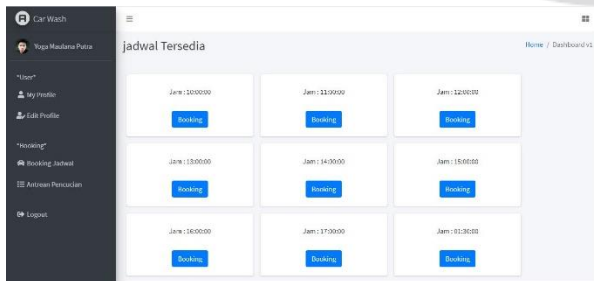 Car Wash
Yoga Maulana Putra
"User"
My Profile
Edit Profile
"Booking"
Booking Jadwal
Antrean Pencucian
Logout
jadwal Tersedia
Home / Dashboard v1
Jam : 10:00:00
Jam : 11:00:00
Jam : 12:00:00
Booking
Booking
Booking
Jam : 13:00:00
Jam : 14:00:00
Jam : 15:00:00
Booking
Booking
Booking
Jam : 16:00:00
Jam : 17:00:00
Jam : 01:36:00
Booking
Booking
Booking